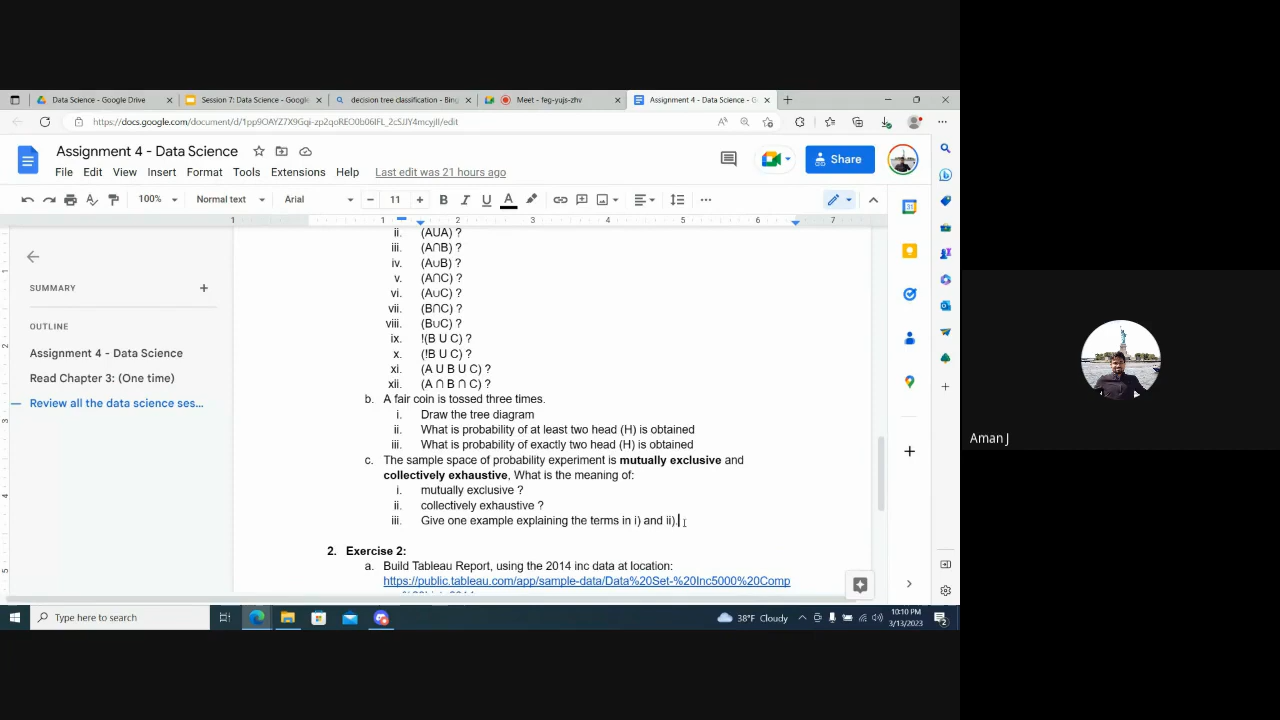 Data Science - Google Drive
Session 7: Data Science - Google
decision tree classification - Bing
Meet - feg-yujs-zhv
Assignment 4 - Data Science - G
Assignment 4 - Data Science
File Edit View Insert Format Tools Extensions Help
Last edit was 21 hours ago
Share
100% Normal text Arial 11
1 1 2 3 4 5 6 7
SUMMARY
OUTLINE
Assignment 4 - Data Science
Read Chapter 3: (One time)
Review all the data science ses...
ii. (AUA) ?
iii. (A∩B) ?
iv. (A∪B) ?
v. (A∩C) ?
vi. (A∪C) ?
vii. (B∩C) ?
viii. (B∪C) ?
ix. !(B U C) ?
x. (!B U C) ?
xi. (A U B U C) ?
xii. (A ∩ B ∩ C) ?
b. A fair coin is tossed three times.
i. Draw the tree diagram
ii. What is probability of at least two head (H) is obtained
iii. What is probability of exactly two head (H) is obtained
c. The sample space of probability experiment is mutually exclusive and
collectively exhaustive, What is the meaning of:
i. mutually exclusive ?
ii. collectively exhaustive ?
iii. Give one example explaining the terms in i) and ii).
2. Exercise 2:
a. Build Tableau Report, using the 2014 inc data at location:
https://public.tableau.com/app/sample-data/Data%20Set-%20Inc5000%20Comp
Type here to search
38°F Cloudy
10:10 PM
3/13/2023
Aman J